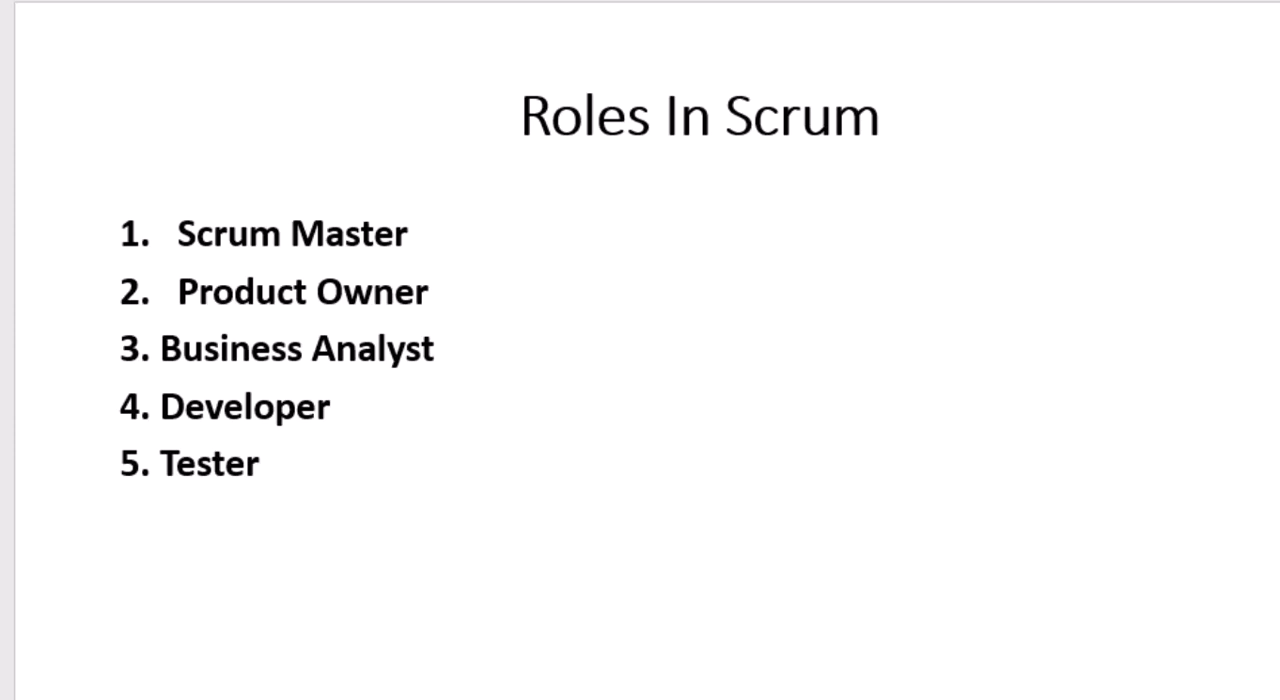 Roles In Scrum
1. Scrum Master
2. Product Owner
3. Business Analyst
4. Developer
5. Tester